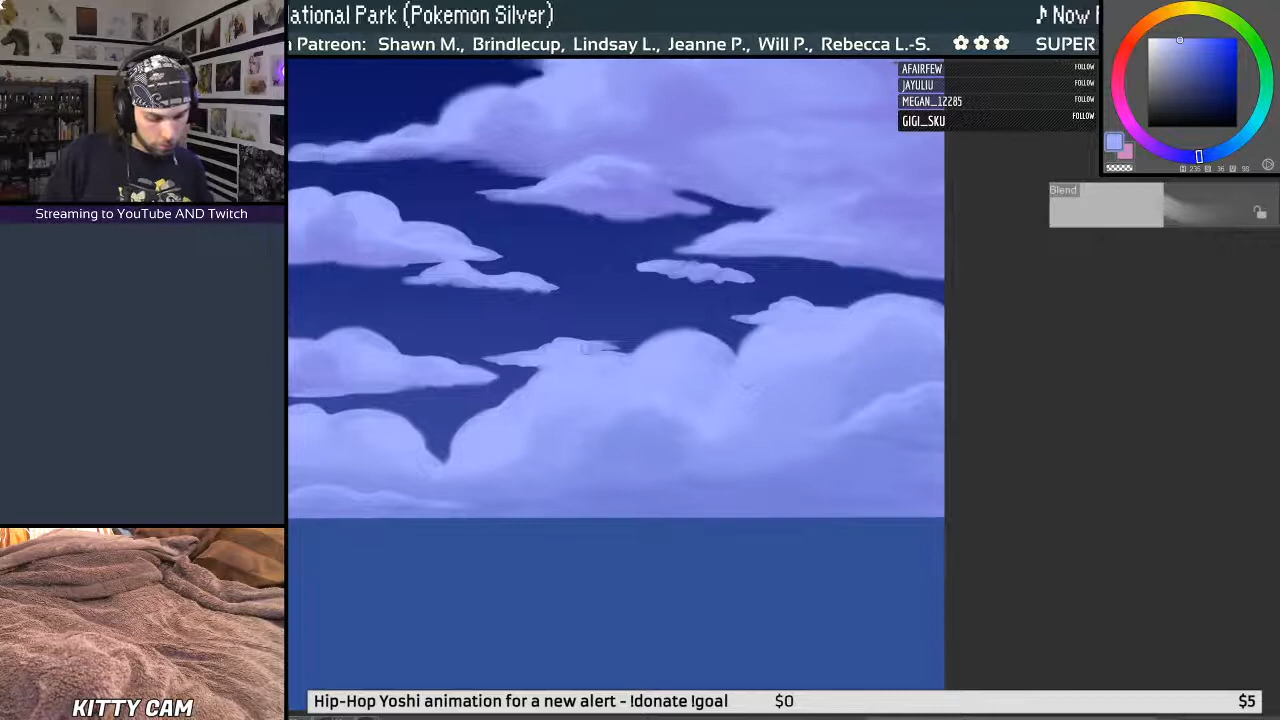 ational Park (Pokemon Silver)
♪ Now
Patreon: Shawn M., Brindlecup, Lindsay L., Jeanne P., Will P., Rebecca L.-S. ✿ ✿ ✿ SUPER
AFAIRFEW FOLLOW
JAYULIU FOLLOW
MEGAN_12285 FOLLOW
GIGI_SKU FOLLOW
Blend
Streaming to YouTube AND Twitch
KITTY CAM
Hip-Hop Yoshi animation for a new alert - !donate !goal $0 $5